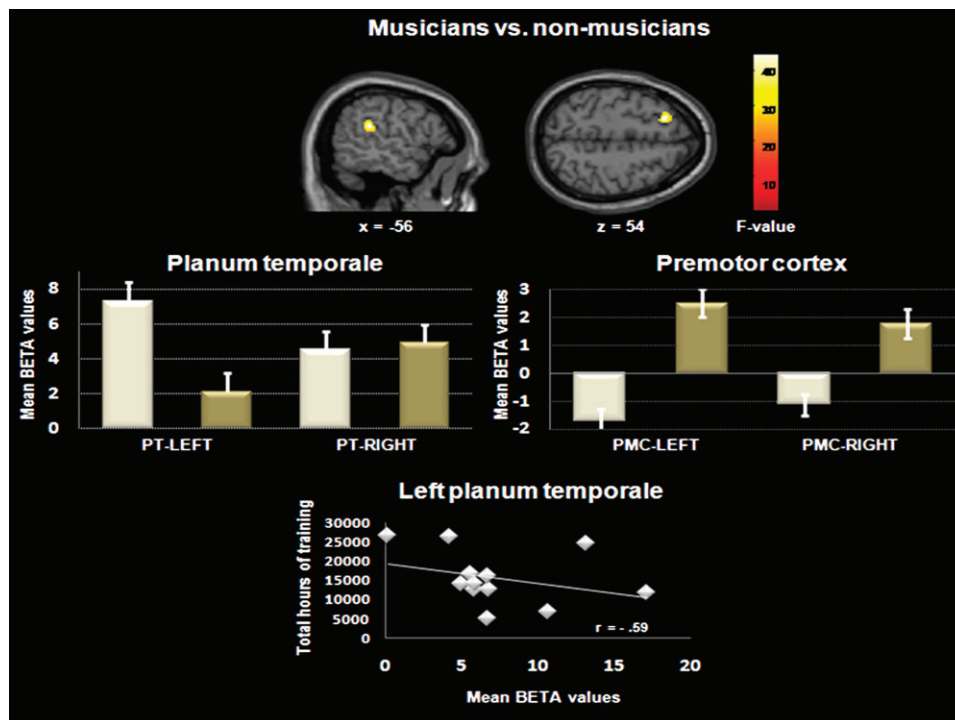 Musicians vs. non-musicians
40
30
20
10
x = -56
z = 54
F-value
Planum temporale
Mean BETA values
8
6
4
2
0
PT-LEFT
PT-RIGHT
Premotor cortex
Mean BETA values
3
2
1
0
-1
-2
PMC-LEFT
PMC-RIGHT
Left planum temporale
Total hours of training
30000
25000
20000
15000
10000
5000
0
r = - .59
0 5 10 15 20
Mean BETA values